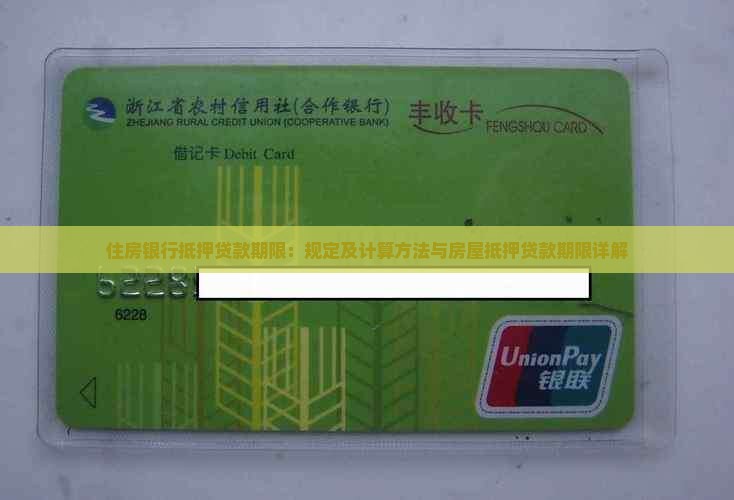 浙江省农村信用社(合作银行)
ZHEJIANG RURAL CREDIT UNION (COOPERATIVE BANK)
丰收卡
FENGSHOU CARD
借记卡 Debit Card
住房银行抵押贷款期限：规定及计算方法与房屋抵押贷款期限详解
6228
6228
UnionPay
银联